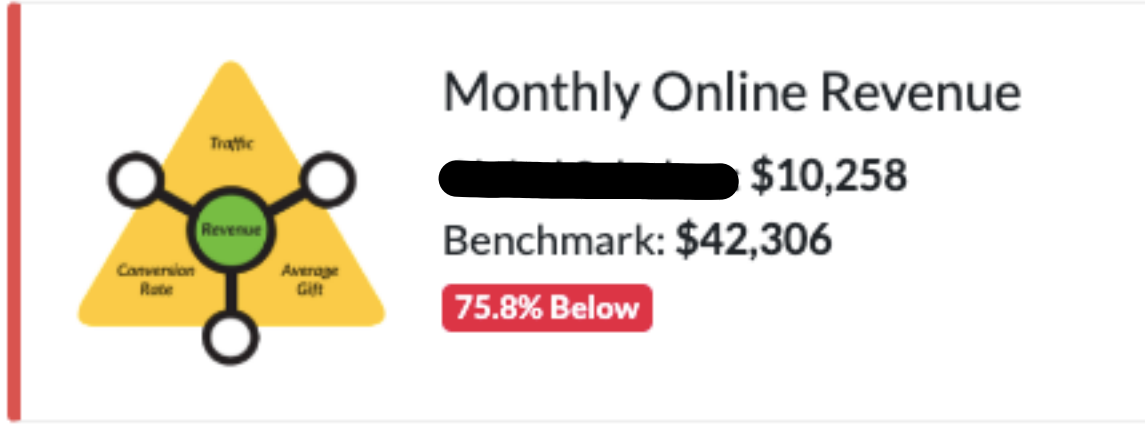 Traffic
Revenue
Conversion
Rate
Average
Gift
Monthly Online Revenue
$10,258
Benchmark: $42,306
75.8% Below